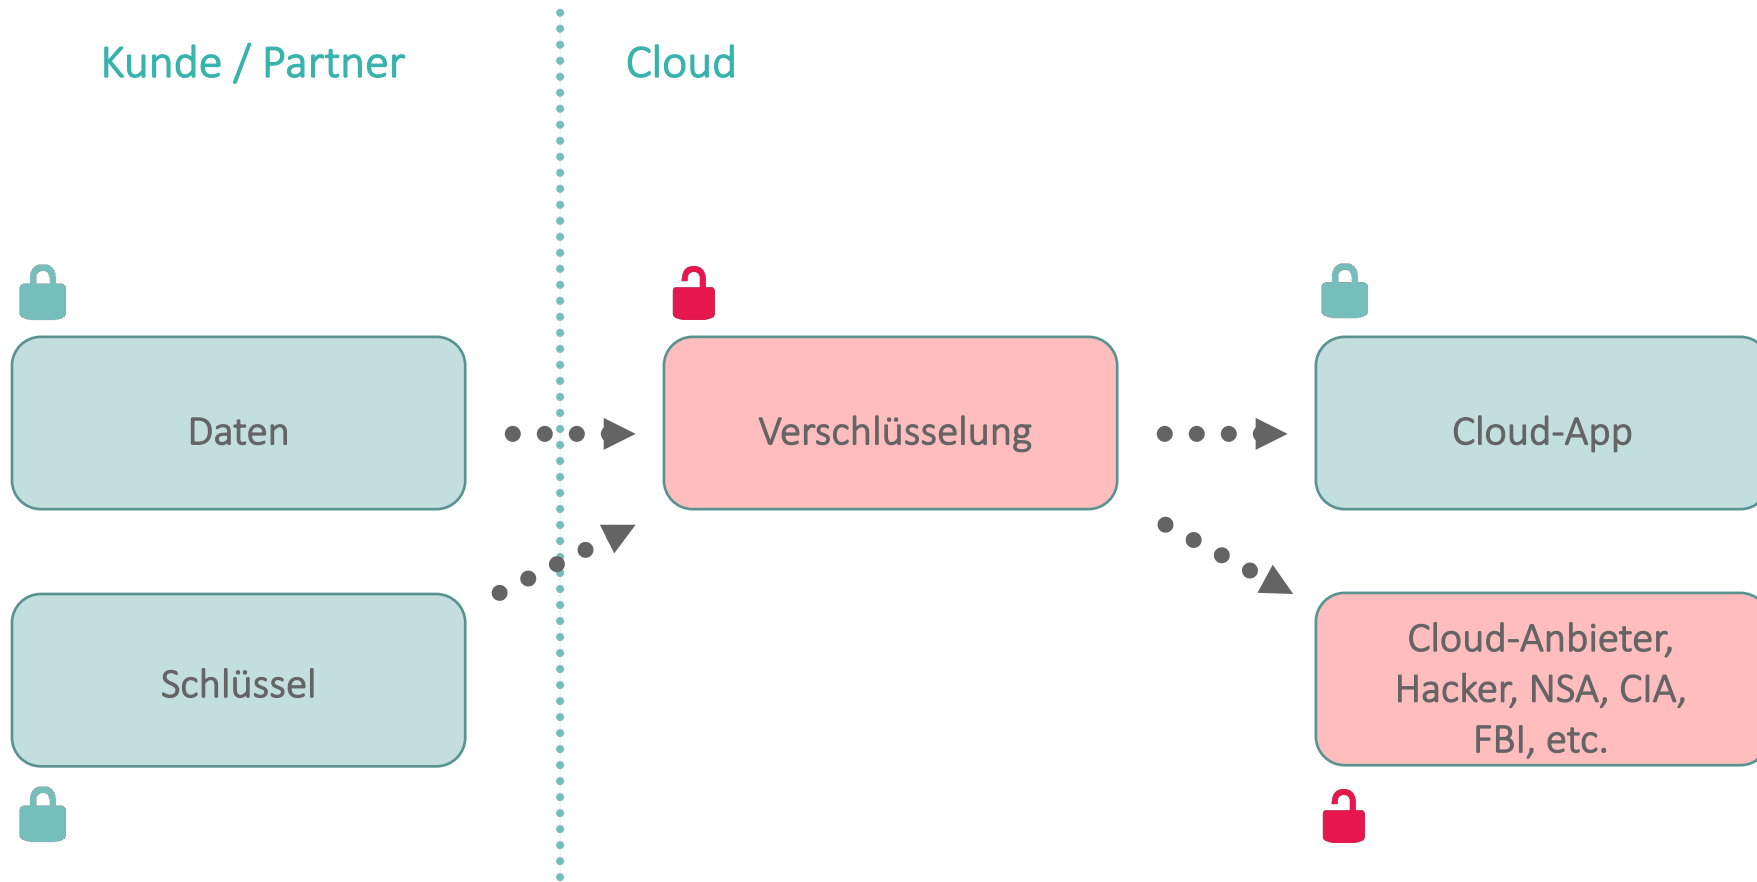 Kunde / Partner
Cloud
Daten
Verschlüsselung
Cloud-App
Schlüssel
Cloud-Anbieter,
Hacker, NSA, CIA,
FBI, etc.